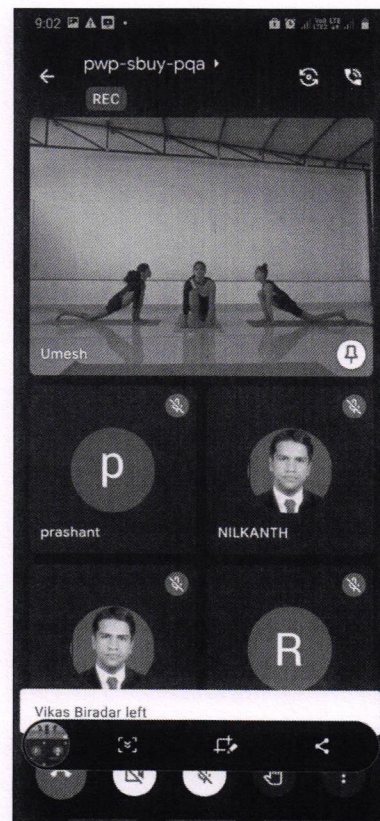 9:02
pwp-sbuy-pqa
REC
Umesh
p
prashant
NILKANTH
R
Vikas Biradar left